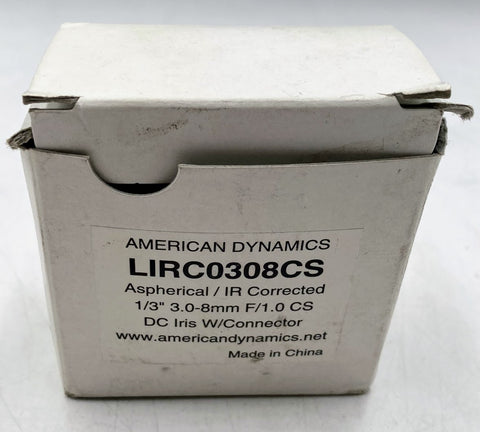 AMERICAN DYNAMICS
LIRC0308CS
Aspherical / IR Corrected
1/3" 3.0-8mm F/1.0 CS
DC Iris W/Connector
www.americandynamics.net
Made in China